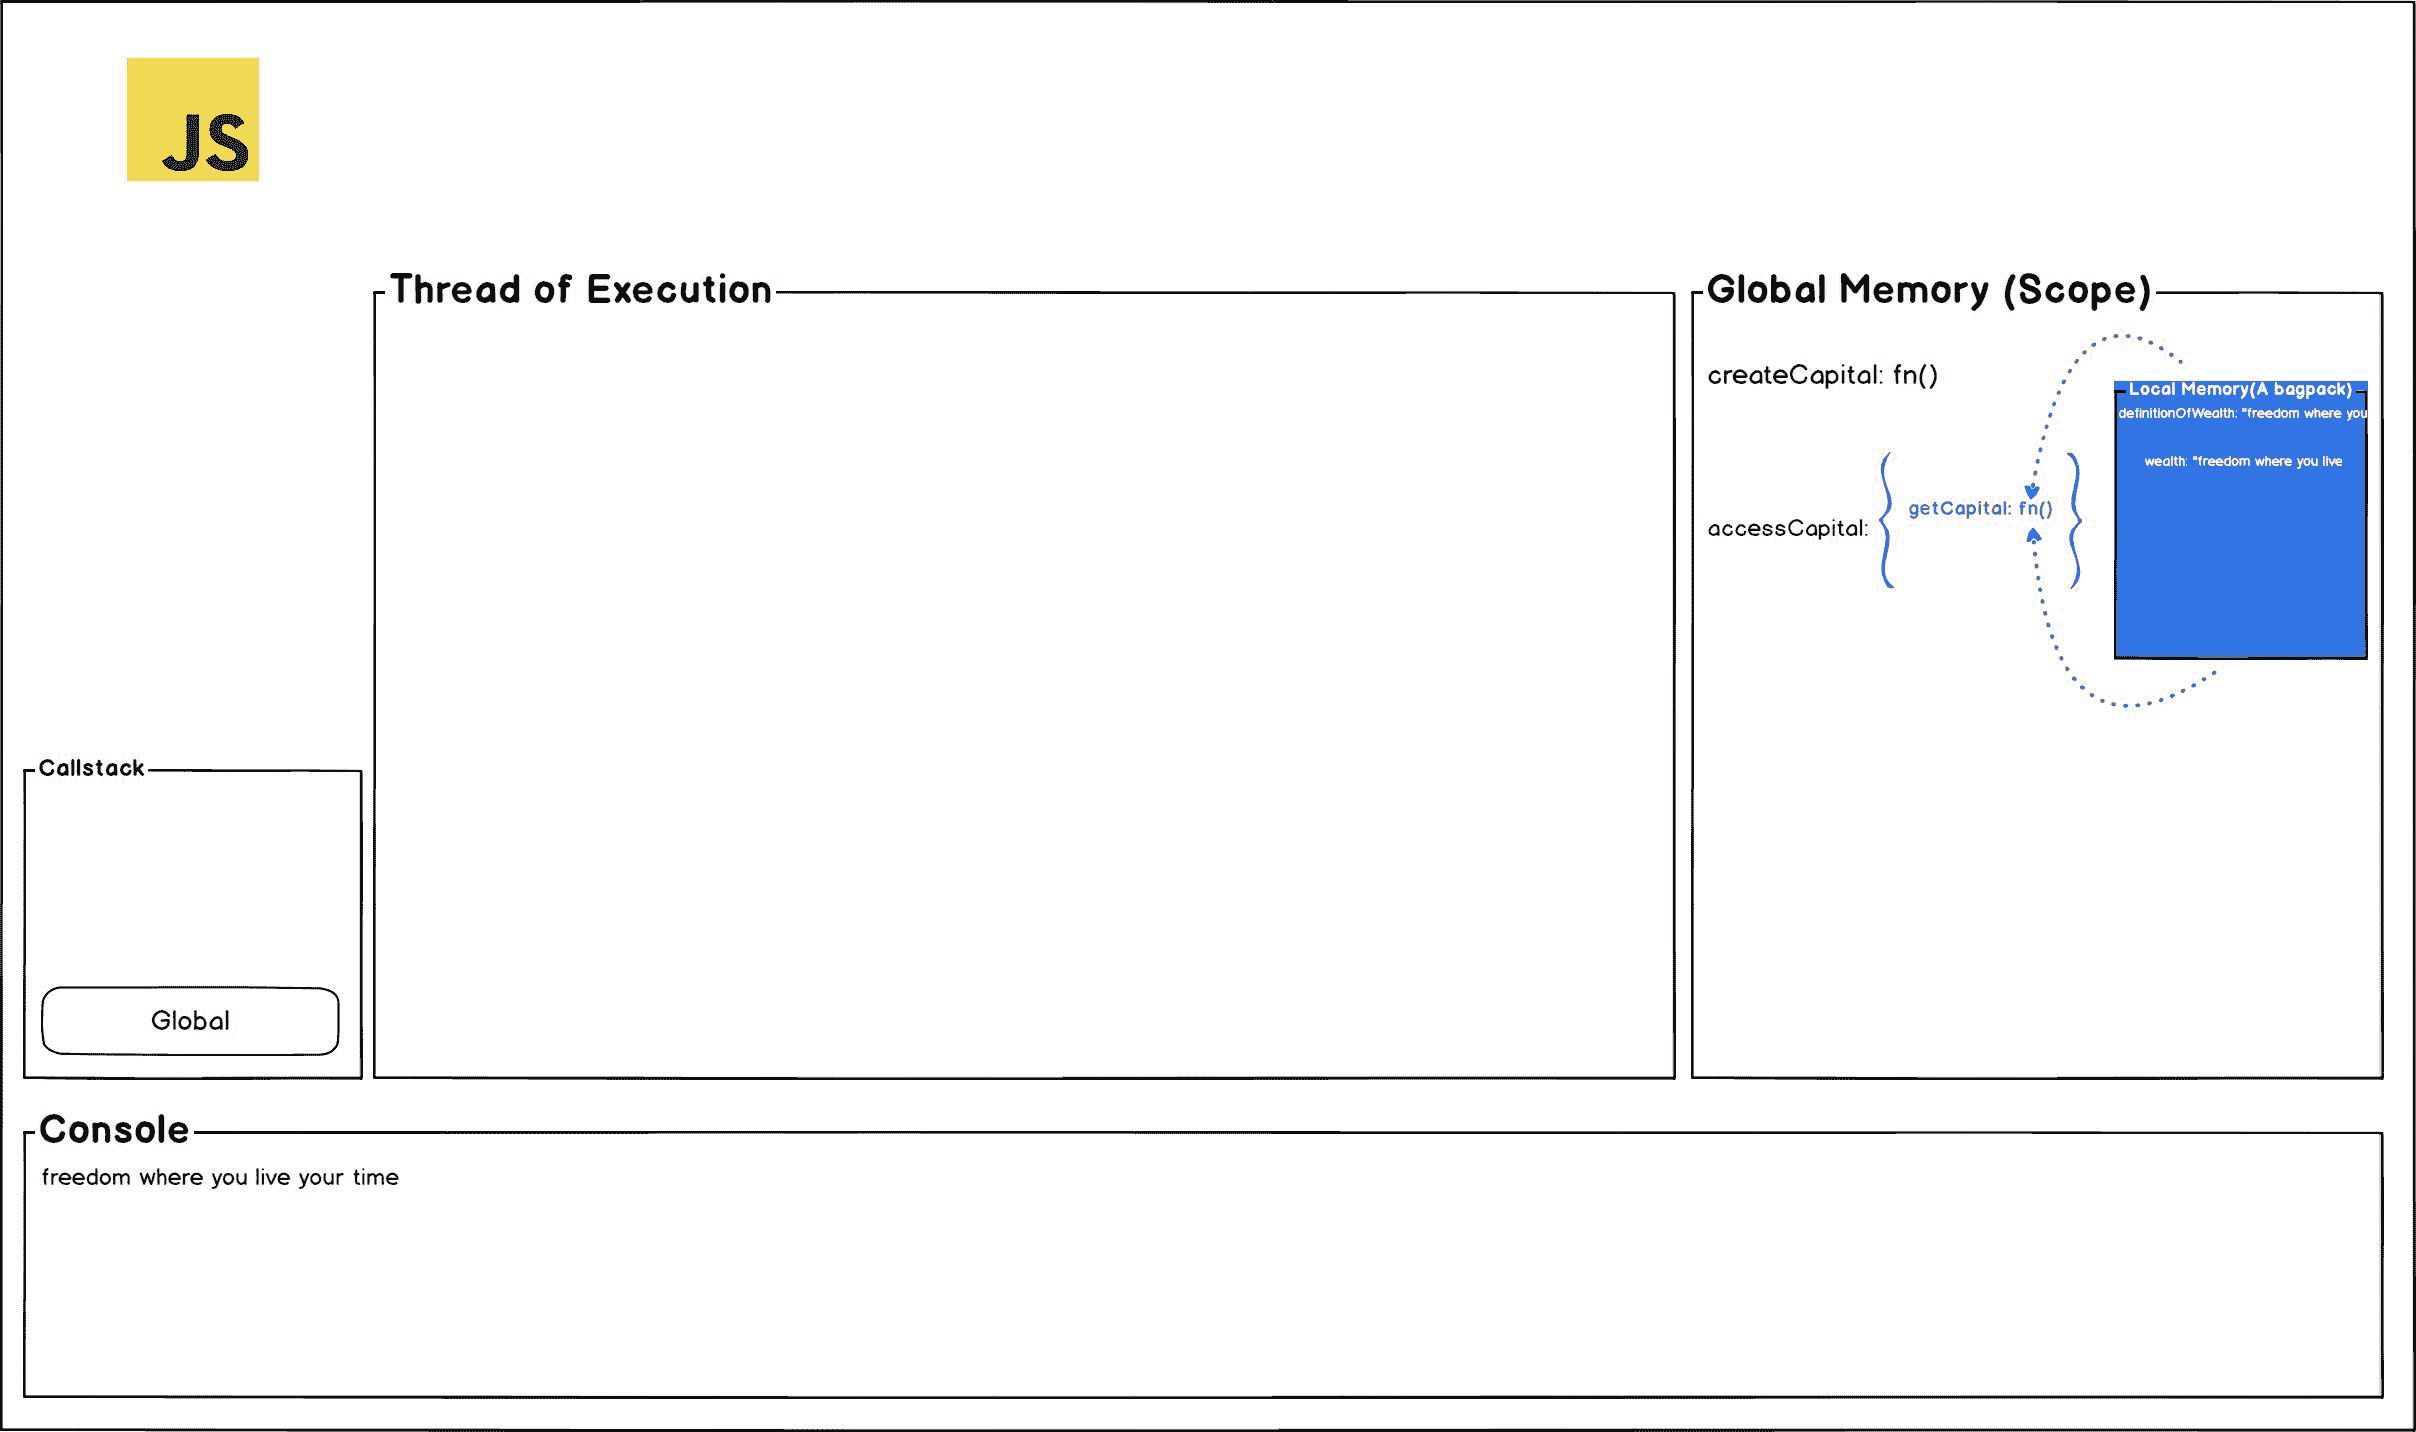 JS
Thread of Execution
Global Memory (Scope)
createCapital: fn()
Local Memory(A bagpack)
definitionOfWealth: "freedom where you
wealth: "freedom where you live
getCapital: fn()
accessCapital:
Callstack
Global
Console
freedom where you live your time